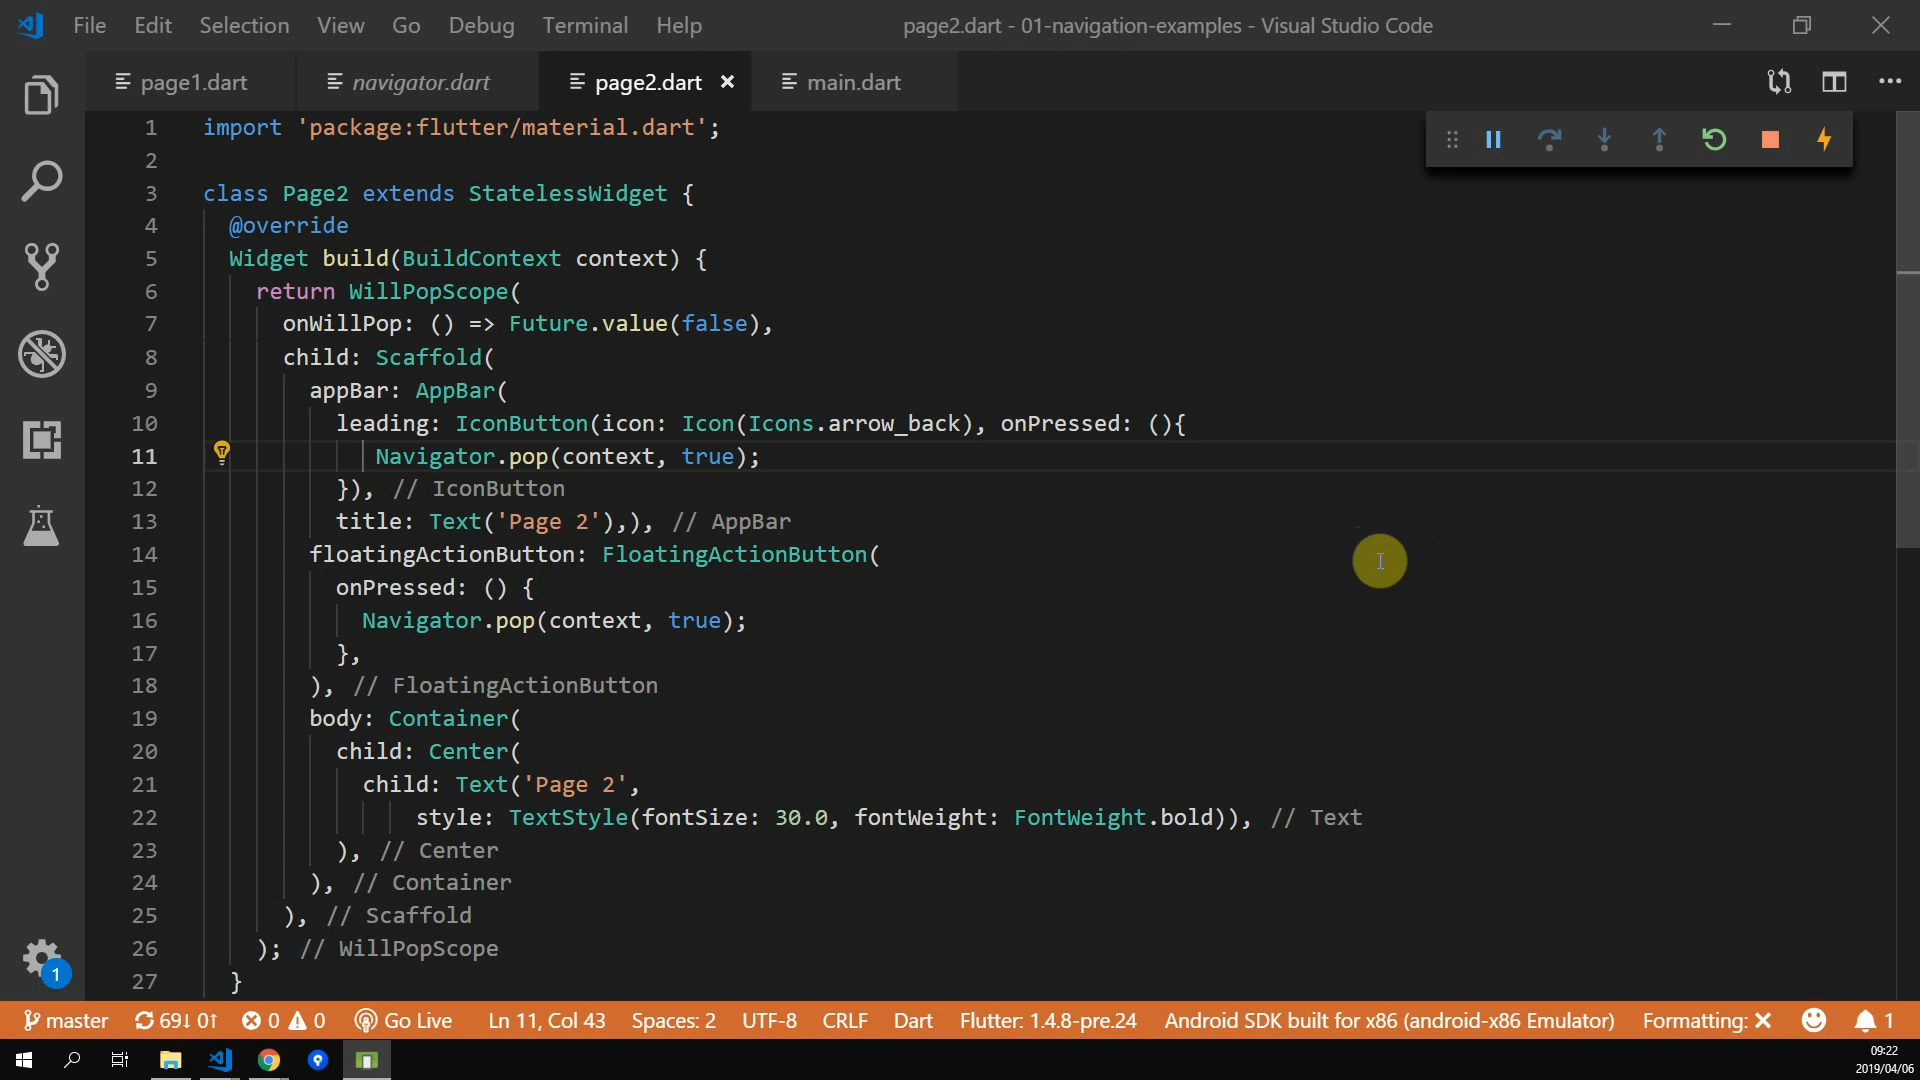 File Edit Selection View Go Debug Terminal Help page2.dart - 01-navigation-examples - Visual Studio Code
page1.dart navigator.dart page2.dart main.dart
1 import 'package:flutter/material.dart';
2
3 class Page2 extends StatelessWidget {
4 @override
5 Widget build(BuildContext context) {
6 return WillPopScope(
7 onWillPop: () => Future.value(false),
8 child: Scaffold(
9 appBar: AppBar(
10 leading: IconButton(icon: Icon(Icons.arrow_back), onPressed: (){
11 Navigator.pop(context, true);
12 }), // IconButton
13 title: Text('Page 2'),), // AppBar
14 floatingActionButton: FloatingActionButton(
15 onPressed: () {
16 Navigator.pop(context, true);
17 },
18 ), // FloatingActionButton
19 body: Container(
20 child: Center(
21 child: Text('Page 2',
22 style: TextStyle(fontSize: 30.0, fontWeight: FontWeight.bold)), // Text
23 ), // Center
24 ), // Container
25 ), // Scaffold
26 ); // WillPopScope
27 }
1
master 69↓ 0↑ 0 0 Go Live Ln 11, Col 43 Spaces: 2 UTF-8 CRLF Dart Flutter: 1.4.8-pre.24 Android SDK built for x86 (android-x86 Emulator) Formatting: 1
09:22
2019/04/06